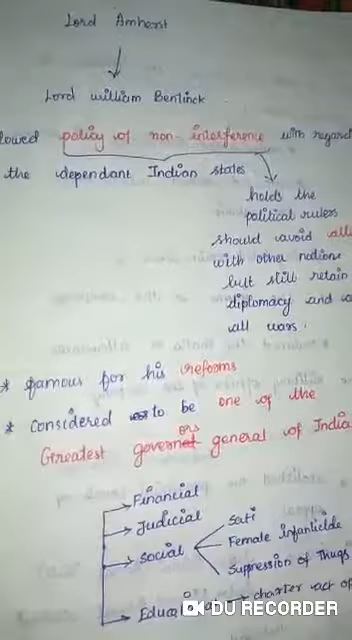 Lord Amherst
Lord william Bentinck
lowed policy of non-interference with regard
the dependant Indian states
holds the
political rulers
should avoid
with other nations
but still retain
diplomacy and
all wars.
* famous for his reforms
* Considered to be one of the
Greatest governors general of India
Financial
Judicial
Social
Sati
Female infanticide
Supression of Thugs
charter act of
DU RECORDER